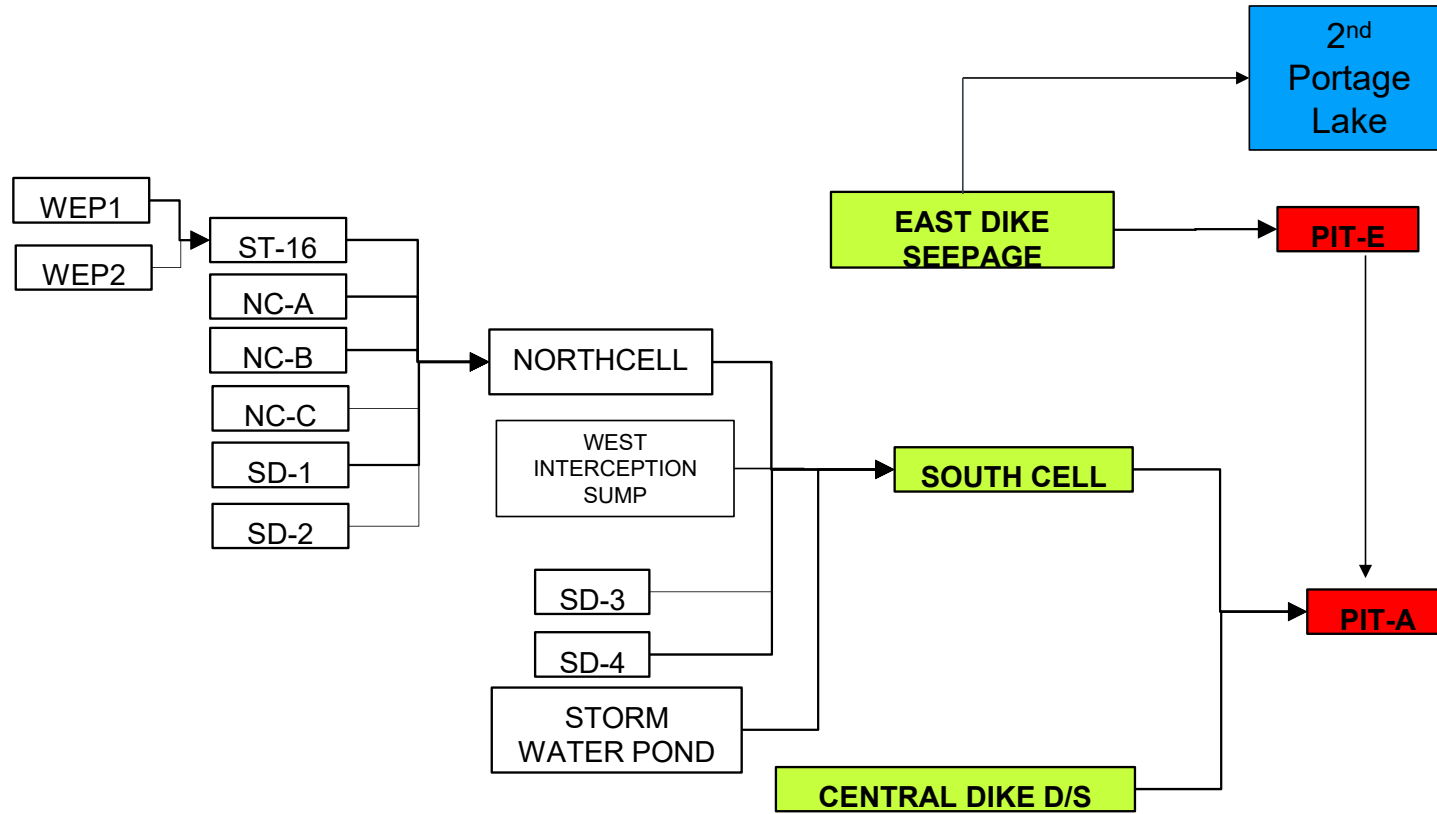 2nd
Portage
Lake
WEP1
WEP2
ST-16
NC-A
NC-B
NC-C
SD-1
SD-2
EAST DIKE
SEEPAGE
PIT-E
NORTHCELL
WEST
INTERCEPTION
SUMP
SOUTH CELL
SD-3
SD-4
PIT-A
STORM
WATER POND
CENTRAL DIKE D/S